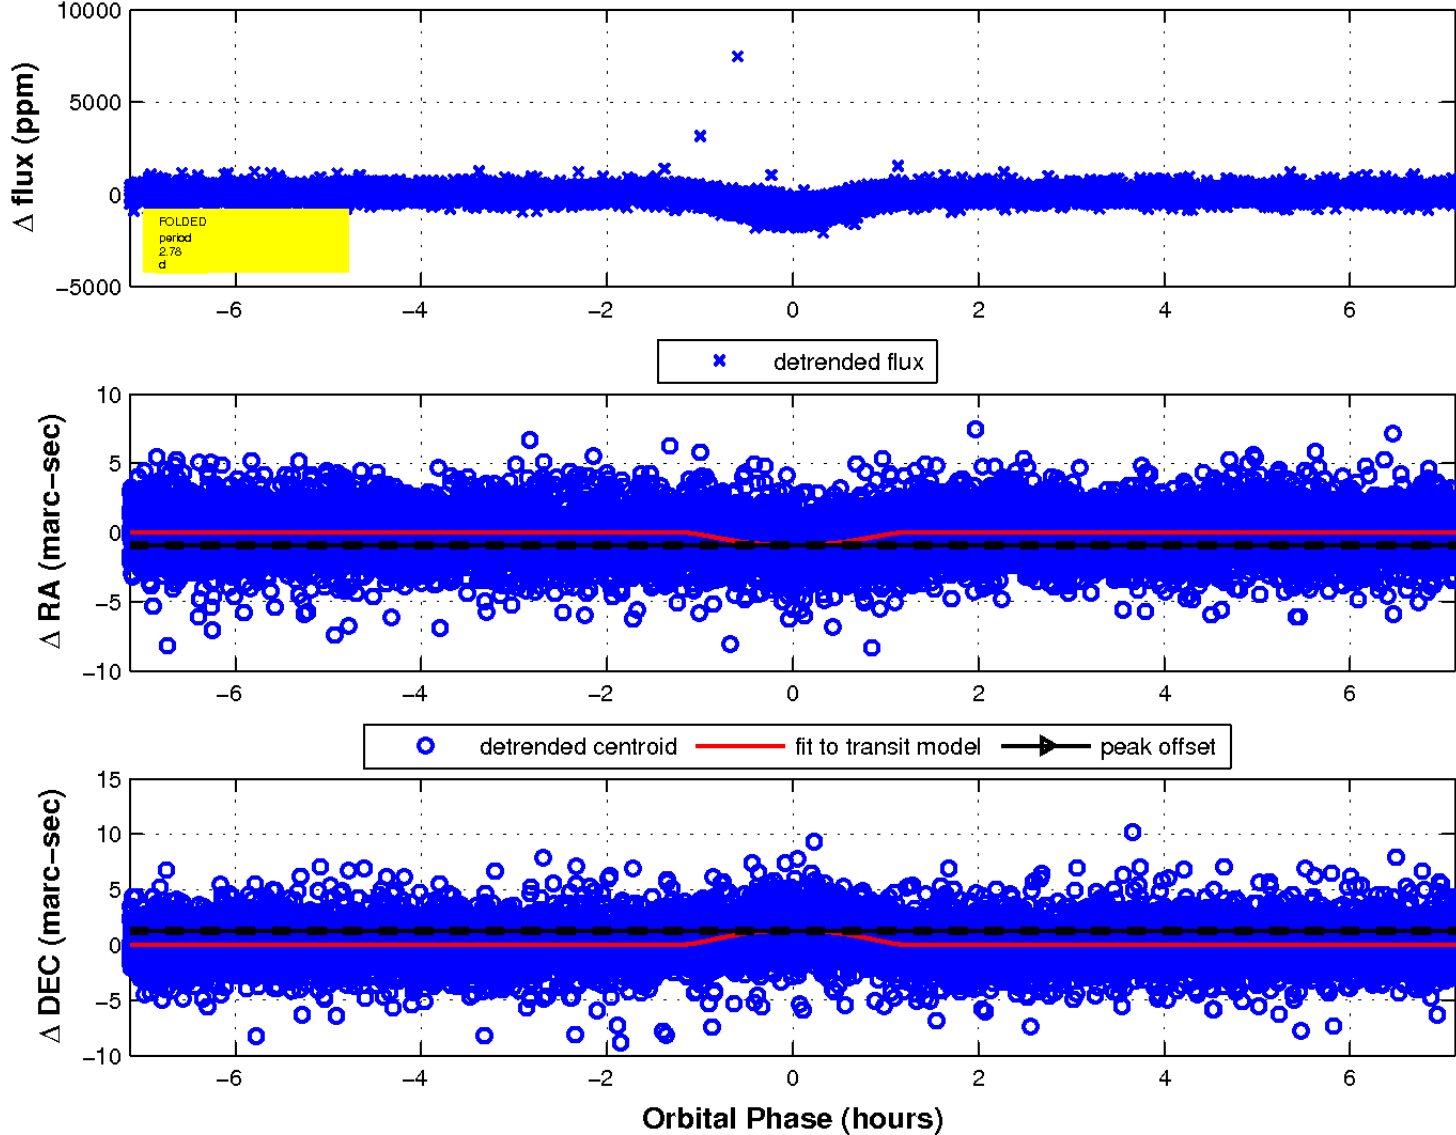 10000
5000
0
−5000
Δ flux (ppm)
FOLDED
period
2.78
d
−6 −4 −2 0 2 4 6
detrended flux
10
5
0
−5
−10
Δ RA (marc−sec)
−6 −4 −2 0 2 4 6
detrended centroid fit to transit model peak offset
15
10
5
0
−5
−10
Δ DEC (marc−sec)
−6 −4 −2 0 2 4 6
Orbital Phase (hours)